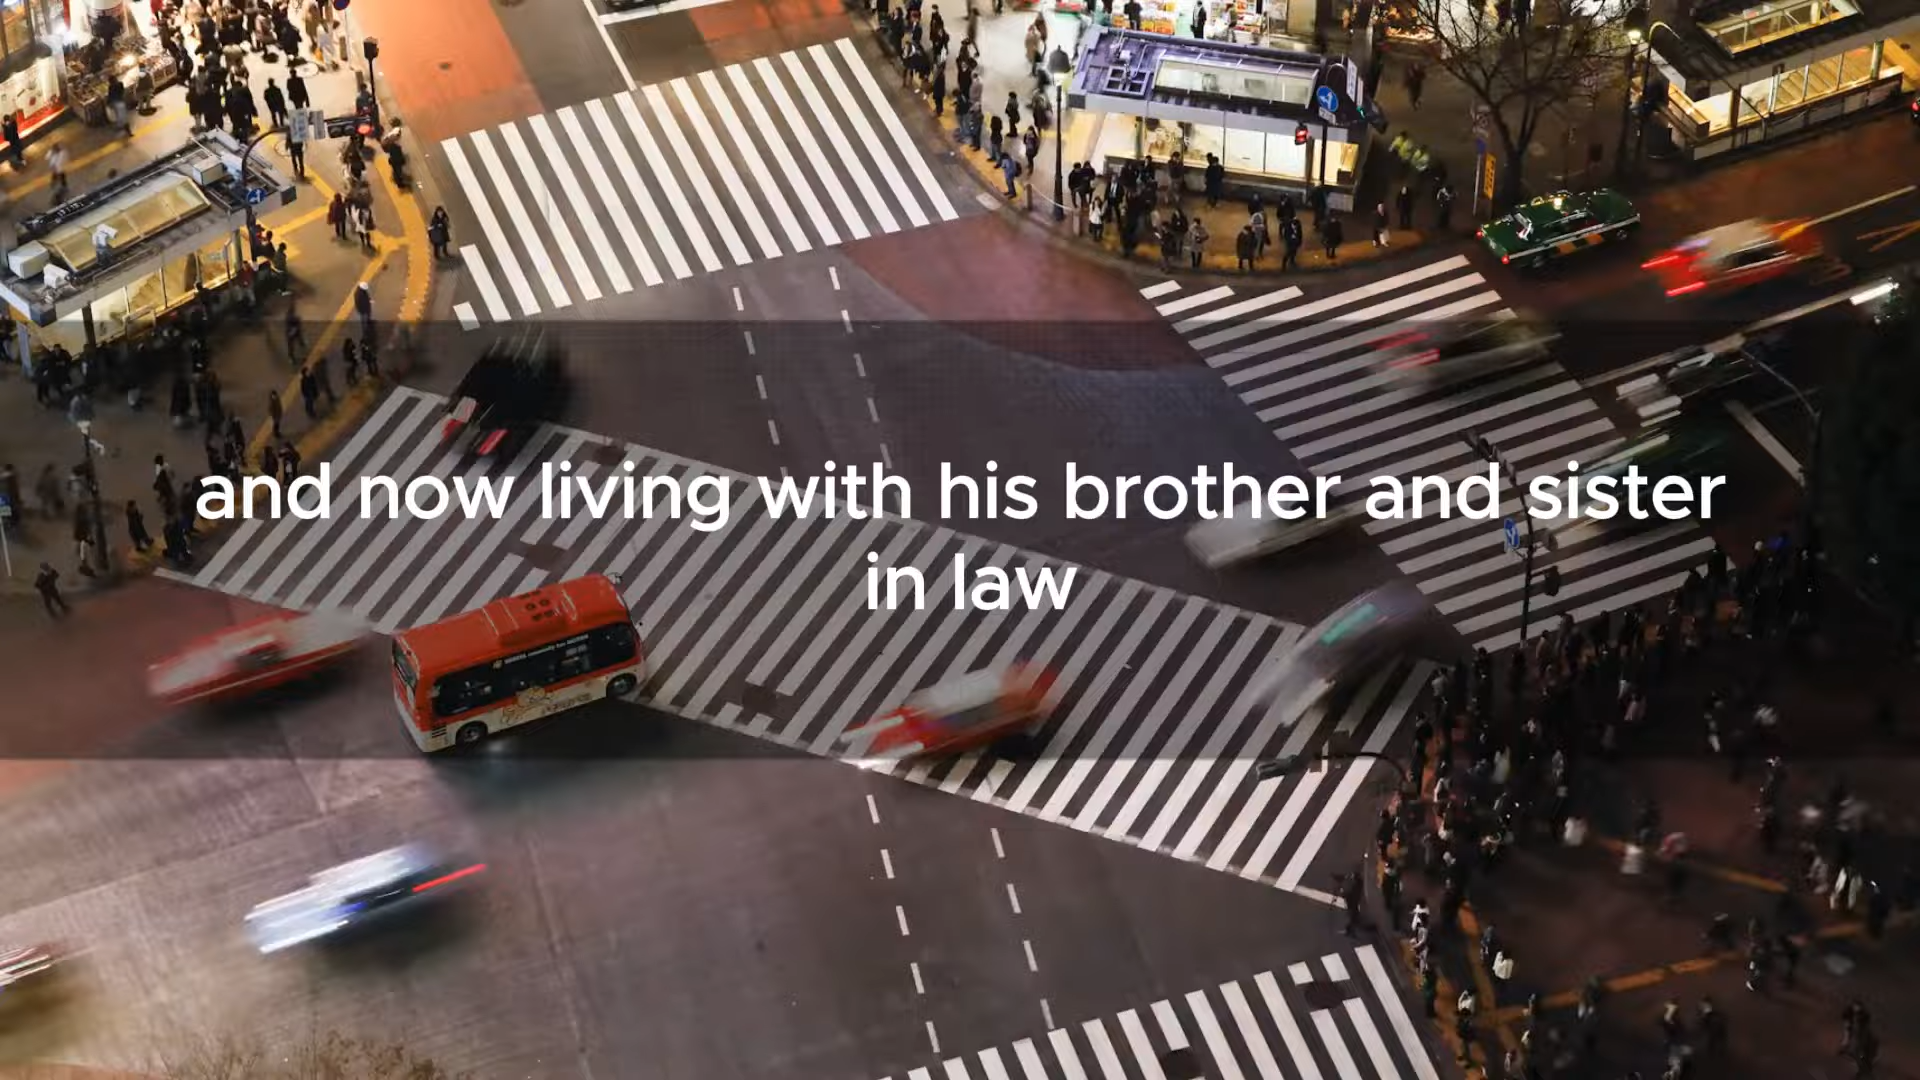 and now living with his brother and sister
in law